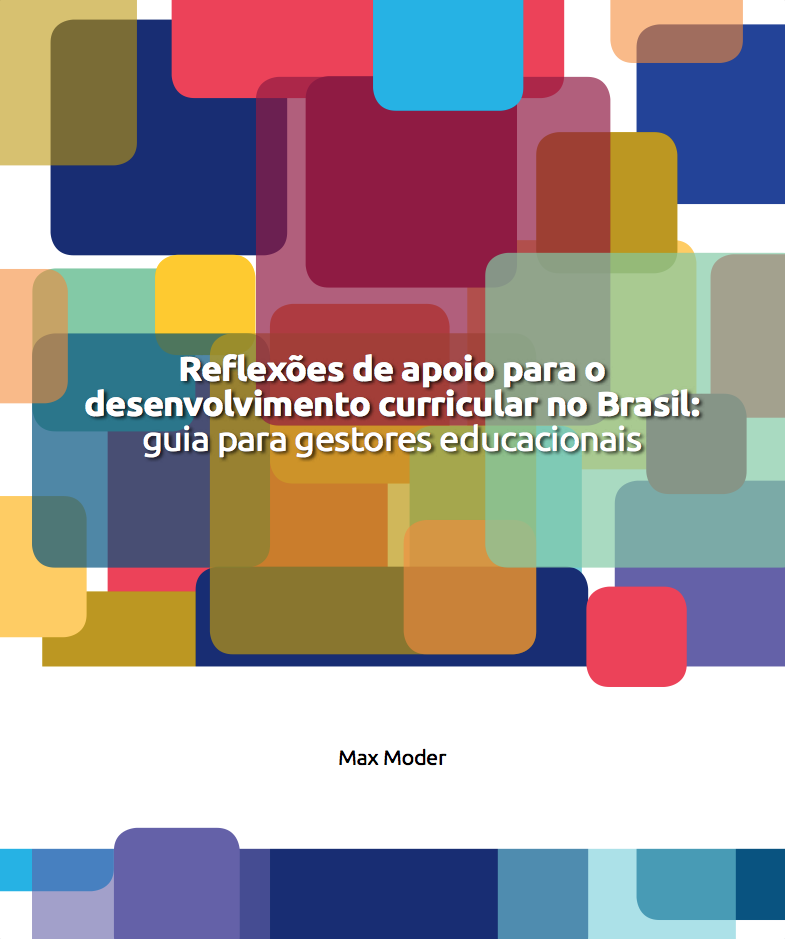 Reflexões de apoio para o
desenvolvimento curricular no Brasil:
guia para gestores educacionais
Max Moder